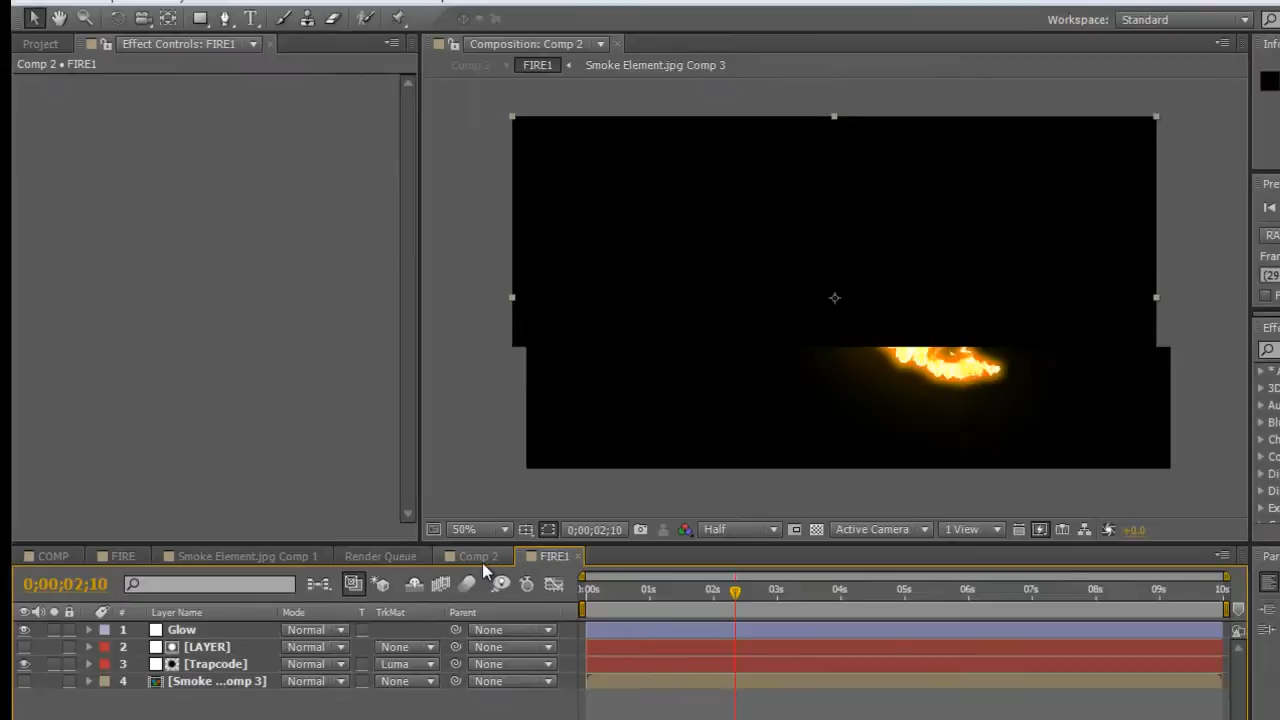 Workspace: Standard
Project
Effect Controls: FIRE1
Composition: Comp 2
Comp 2 • FIRE1
Comp 2
FIRE1
Smoke Element.jpg Comp 3
50%
0;00;02;10
Half
Active Camera
1 View
+0.0
COMP
FIRE
Smoke Element.jpg Comp 1
Render Queue
Comp 2
FIRE1
0;00;02;10
:00s 01s 02s 03s 04s 05s 06s 07s 08s 09s 10s
# Layer Name Mode T TrkMat Parent
1 Glow Normal None
2 [LAYER] Normal None None
3 [Trapcode] Normal Luma None
4 [Smoke ...omp 3] Normal None None